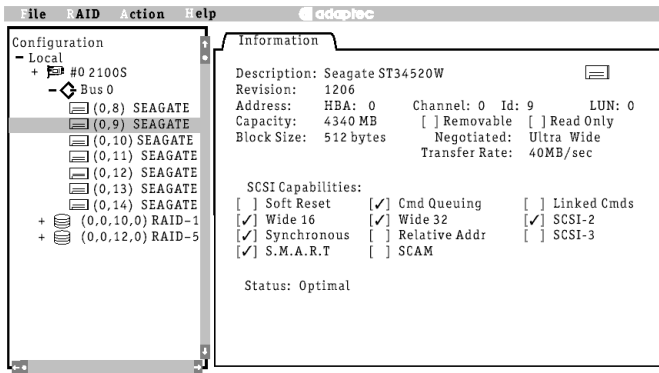 File RAID Action Help adaptec
Configuration
Local
+ #0 2100S
Bus 0
(0,8) SEAGATE
(0,9) SEAGATE
(0,10) SEAGATE
(0,11) SEAGATE
(0,12) SEAGATE
(0,13) SEAGATE
(0,14) SEAGATE
+ (0,0,10,0) RAID-1
+ (0,0,12,0) RAID-5
Information
Description: Seagate ST34520W
Revision: 1206
Address: HBA: 0 Channel: 0 Id: 9 LUN: 0
Capacity: 4340 MB [ ] Removable [ ] Read Only
Block Size: 512 bytes Negotiated: Ultra Wide
Transfer Rate: 40MB/sec
SCSI Capabilities:
[ ] Soft Reset [✓] Cmd Queuing [ ] Linked Cmds
[✓] Wide 16 [✓] Wide 32 [✓] SCSI-2
[✓] Synchronous [ ] Relative Addr [ ] SCSI-3
[✓] S.M.A.R.T [ ] SCAM
Status: Optimal